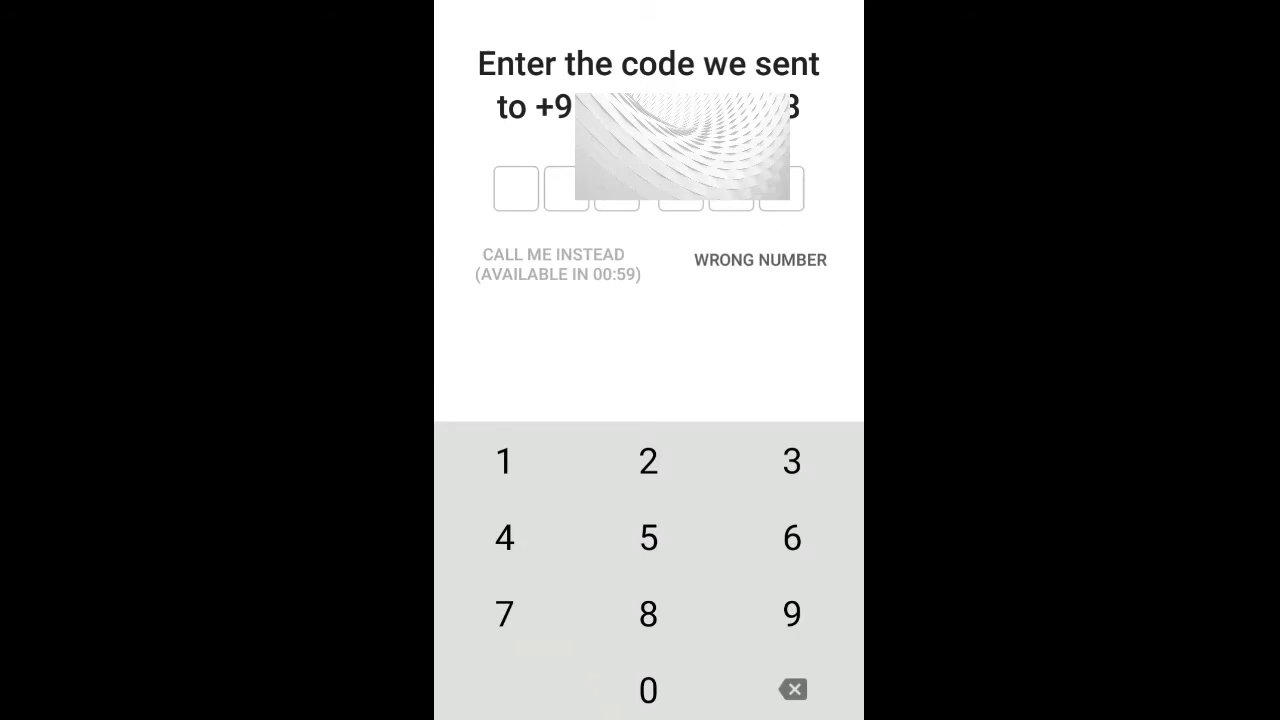 Enter the code we sent
to +9 3
CALL ME INSTEAD
(AVAILABLE IN 00:59)
WRONG NUMBER
1 2 3
4 5 6
7 8 9
0